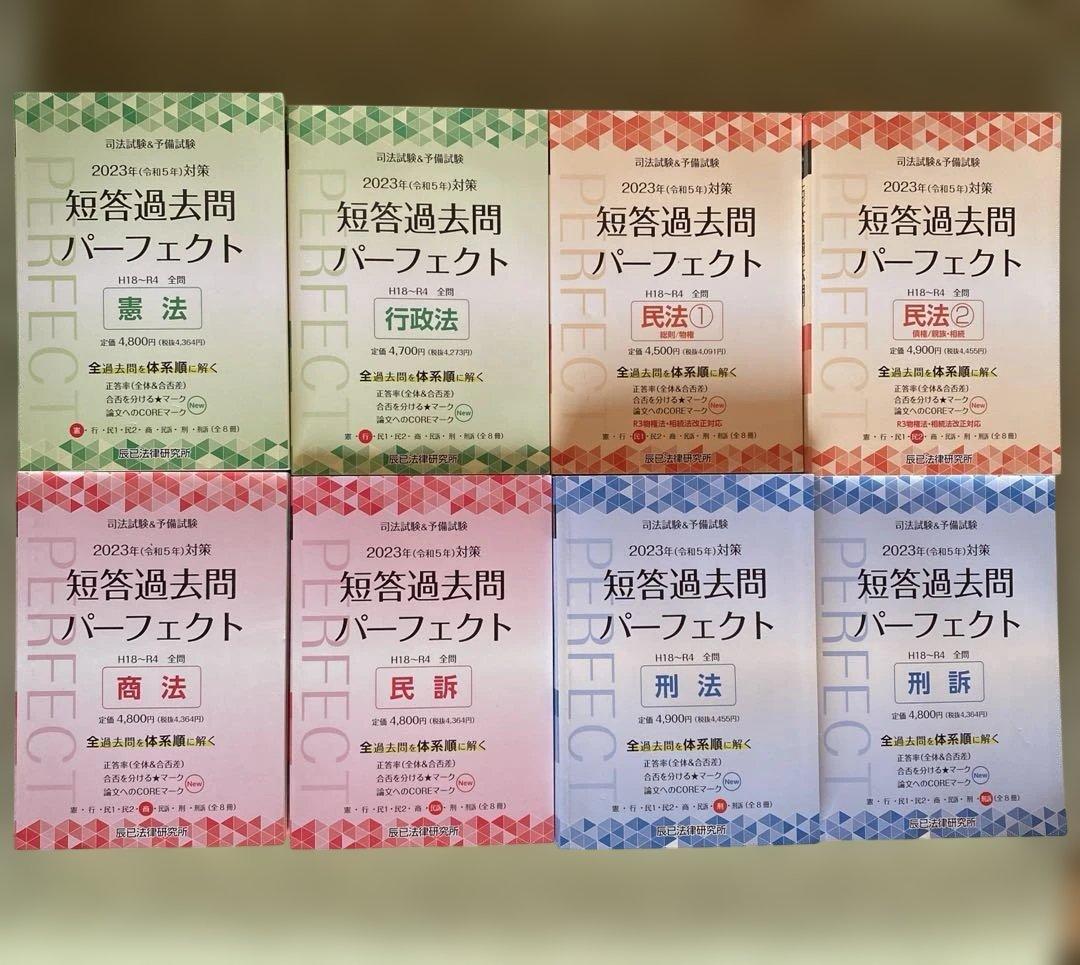 PERFECT
司法試験&予備試験
2023年(令和5年)対策
短答過去問
パーフェクト
H18~R4 全問
憲法
定価 4,800円 (税抜4,364円)
全過去問を体系順に解く
正答率(全体&合否差)
合否を分ける★マーク
論文へのCOREマーク New
憲・行・民1・民2・商・民訴・刑・刑訴(全8冊)
辰已法律研究所
PERFECT
司法試験&予備試験
2023年(令和5年)対策
短答過去問
パーフェクト
H18~R4 全問
行政法
定価 4,700円 (税抜4,273円)
全過去問を体系順に解く
正答率(全体&合否差)
合否を分ける★マーク
論文へのCOREマーク New
憲・行・民1・民2・商・民訴・刑・刑訴(全8冊)
辰已法律研究所
PERFECT
司法試験&予備試験
2023年(令和5年)対策
短答過去問
パーフェクト
H18~R4 全問
民法①
総則/物権
定価 4,500円 (税抜4,091円)
全過去問を体系順に解く
正答率(全体&合否差)
合否を分ける★マーク
論文へのCOREマーク New
R3物権法・相続法改正対応
憲・行・民1・民2・商・民訴・刑・刑訴(全8冊)
辰已法律研究所
PERFECT
司法試験&予備試験
2023年(令和5年)対策
短答過去問
パーフェクト
H18~R4 全問
民法②
債権/親族・相続
定価 4,900円 (税抜4,455円)
全過去問を体系順に解く
正答率(全体&合否差)
合否を分ける★マーク
論文へのCOREマーク New
R3物権法・相続法改正対応
憲・行・民1・民2・商・民訴・刑・刑訴(全8冊)
辰已法律研究所
PERFECT
司法試験&予備試験
2023年(令和5年)対策
短答過去問
パーフェクト
H18~R4 全問
商法
定価 4,800円 (税抜4,364円)
全過去問を体系順に解く
正答率(全体&合否差)
合否を分ける★マーク
論文へのCOREマーク New
憲・行・民1・民2・商・民訴・刑・刑訴(全8冊)
辰已法律研究所
PERFECT
司法試験&予備試験
2023年(令和5年)対策
短答過去問
パーフェクト
H18~R4 全問
民訴
定価 4,800円 (税抜4,364円)
全過去問を体系順に解く
正答率(全体&合否差)
合否を分ける★マーク
論文へのCOREマーク New
憲・行・民1・民2・商・民訴・刑・刑訴(全8冊)
辰已法律研究所
PERFECT
司法試験&予備試験
2023年(令和5年)対策
短答過去問
パーフェクト
H18~R4 全問
刑法
定価 4,900円 (税抜4,455円)
全過去問を体系順に解く
正答率(全体&合否差)
合否を分ける★マーク
論文へのCOREマーク New
憲・行・民1・民2・商・民訴・刑・刑訴(全8冊)
辰已法律研究所
PERFECT
司法試験&予備試験
2023年(令和5年)対策
短答過去問
パーフェクト
H18~R4 全問
刑訴
定価 4,800円 (税抜4,364円)
全過去問を体系順に解く
正答率(全体&合否差)
合否を分ける★マーク
論文へのCOREマーク New
憲・行・民1・民2・商・民訴・刑・刑訴(全8冊)
辰已法律研究所